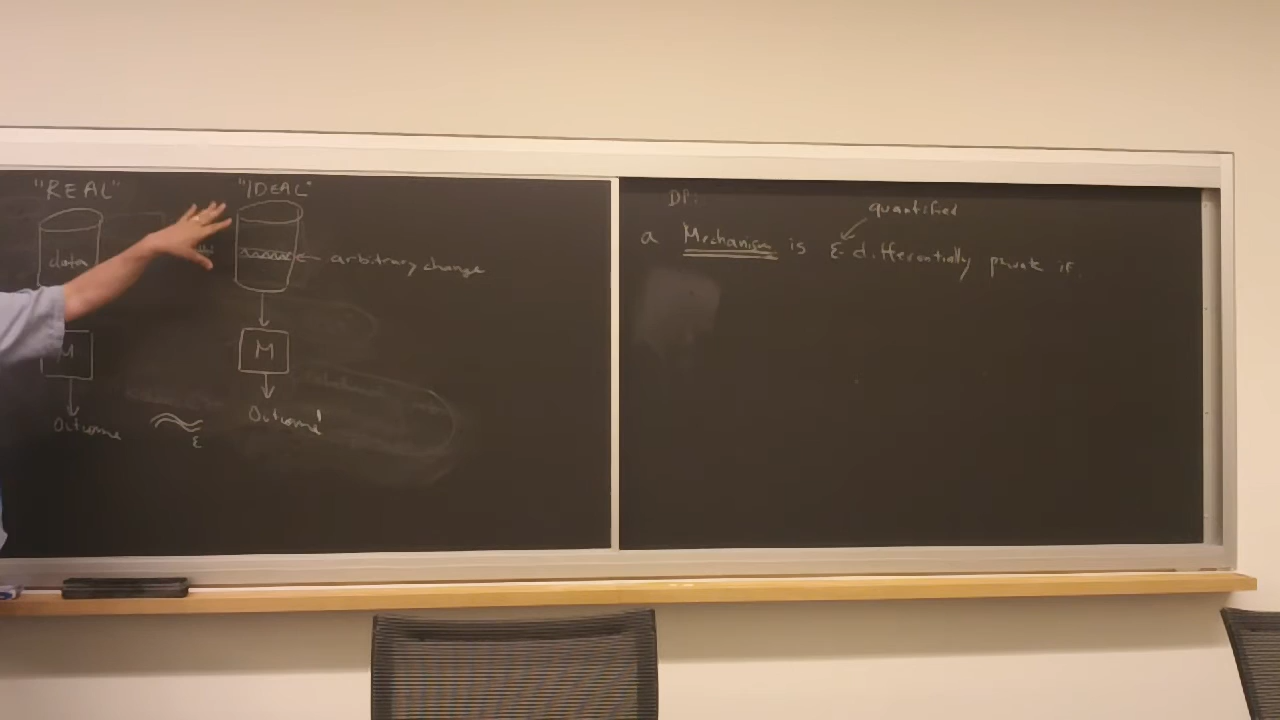 "REAL"
"IDEAL"
data
arbitrary change
M
M
Outcome
≈ ε
Outcome'
DP:
quantified
a Mechanism is ε-differentially private if